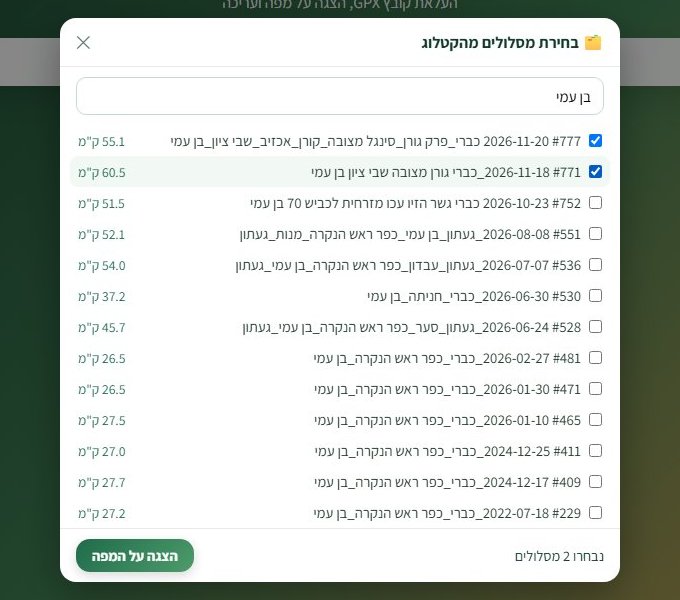 העלאת קובץ GPX, הצגה על מפה ועריכה
בחירת מסלולים מהקטלוג
בן עמי
#777 2026-11-20 כברי_פרק גורן_סינגל מצובה_קורן_אכזיב_שבי ציון_בן עמי 55.1 ק"מ
#771 2026-11-18_כברי גורן מצובה שבי ציון בן עמי 60.5 ק"מ
#752 2026-10-23 כברי גשר הזיו עכו מזרחית לכביש 70 בן עמי 51.5 ק"מ
#551 2026-08-08_געתון_בן עמי_כפר ראש הנקרה_מנות_געתון 52.1 ק"מ
#536 2026-07-07_געתון_עבדון_כפר ראש הנקרה_בן עמי_געתון 54.0 ק"מ
#530 2026-06-30_כברי_חניתה_בן עמי 37.2 ק"מ
#528 2026-06-24_געתון_סער_כפר ראש הנקרה_בן עמי_געתון 45.7 ק"מ
#481 2026-02-27_כברי_כפר ראש הנקרה_בן עמי 26.5 ק"מ
#471 2026-01-30_כברי_כפר ראש הנקרה_בן עמי 26.5 ק"מ
#465 2026-01-10_כברי_כפר ראש הנקרה_בן עמי 27.5 ק"מ
#411 2024-12-25_כברי_כפר ראש הנקרה_בן עמי 27.0 ק"מ
#409 2024-12-17_כברי_כפר ראש הנקרה_בן עמי 27.7 ק"מ
#229 2022-07-18_כברי_כפר ראש הנקרה_בן עמי 27.2 ק"מ
נבחרו 2 מסלולים
הצגה על המפה